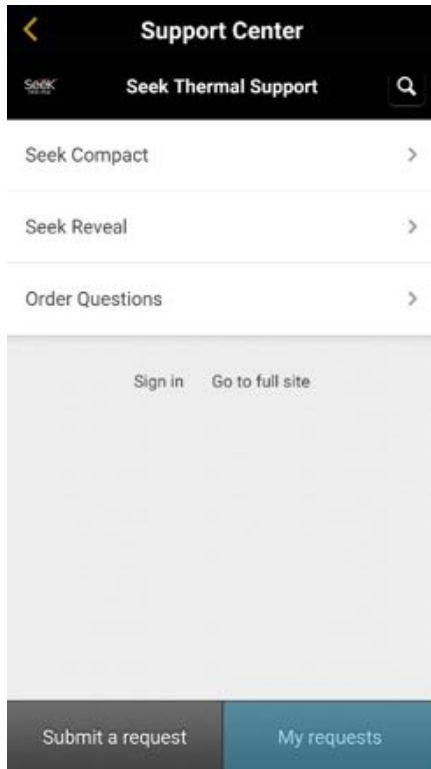 Support Center
Seek
Seek Thermal Support
Seek Compact
Seek Reveal
Order Questions
Sign in Go to full site
Submit a request My requests